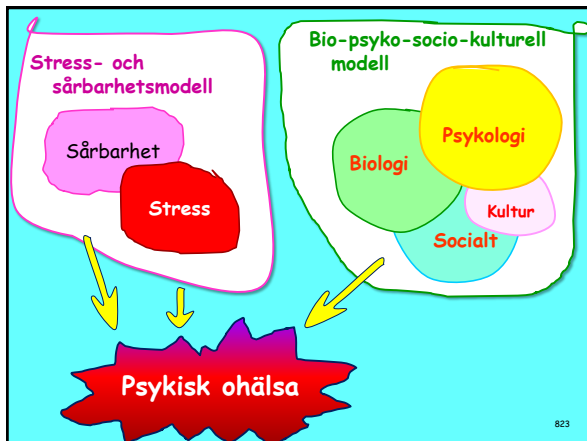 Stress- och
sårbarhetsmodell
Sårbarhet
Stress
Bio-psyko-socio-kulturell
modell
Psykologi
Biologi
Kultur
Socialt
Psykisk ohälsa
823